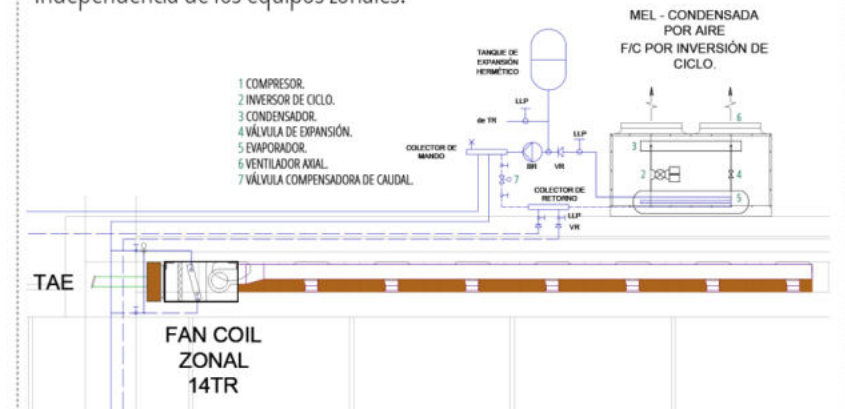 independencia de los equipos zonales.
MEL - CONDENSADA
POR AIRE
F/C POR INVERSIÓN DE
CICLO.
TANQUE DE
EXPANSIÓN
HERMÉTICO
1 COMPRESOR.
2 INVERSOR DE CICLO.
3 CONDENSADOR.
4 VÁLVULA DE EXPANSIÓN.
5 EVAPORADOR.
6 VENTILADOR AXIAL.
7 VÁLVULA COMPENSADORA DE CAUDAL.
LLP
de TR
LLP
COLECTOR DE
MANDO
BR
VR
6
3
2
4
5
7
COLECTOR DE
RETORNO
LLP
VR
TAE
FAN COIL
ZONAL
14TR